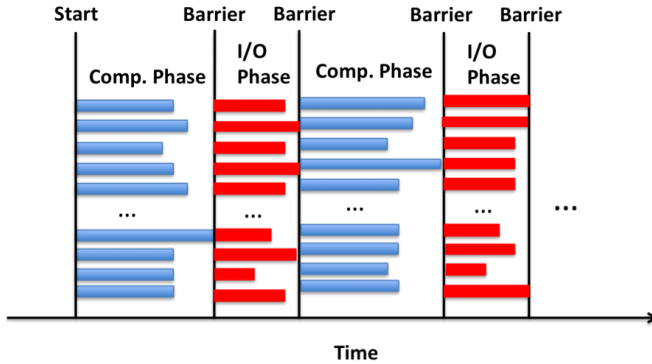 Start
Barrier
Barrier
Barrier
Barrier
Comp. Phase
I/O
Phase
Comp. Phase
I/O
Phase
...
...
...
...
...
Time